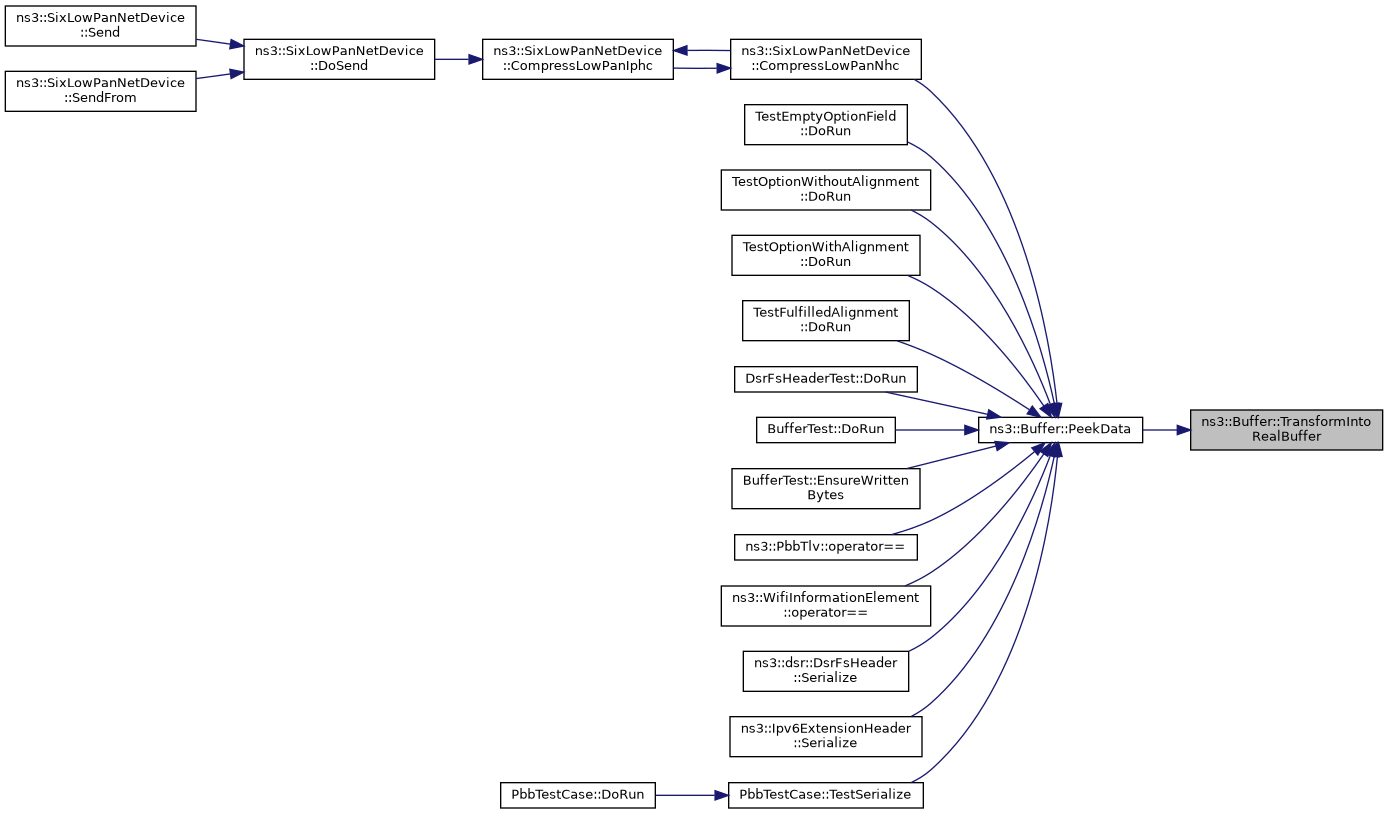 ns3::SixLowPanNetDevice
::Send
ns3::SixLowPanNetDevice
::SendFrom
ns3::SixLowPanNetDevice
::DoSend
ns3::SixLowPanNetDevice
::CompressLowPanIphc
ns3::SixLowPanNetDevice
::CompressLowPanNhc
TestEmptyOptionField
::DoRun
TestOptionWithoutAlignment
::DoRun
TestOptionWithAlignment
::DoRun
TestFulfilledAlignment
::DoRun
DsrFsHeaderTest::DoRun
BufferTest::DoRun
BufferTest::EnsureWritten
Bytes
ns3::PbbTlv::operator==
ns3::WifiInformationElement
::operator==
ns3::dsr::DsrFsHeader
::Serialize
ns3::Ipv6ExtensionHeader
::Serialize
PbbTestCase::DoRun
PbbTestCase::TestSerialize
ns3::Buffer::PeekData
ns3::Buffer::TransformInto
RealBuffer